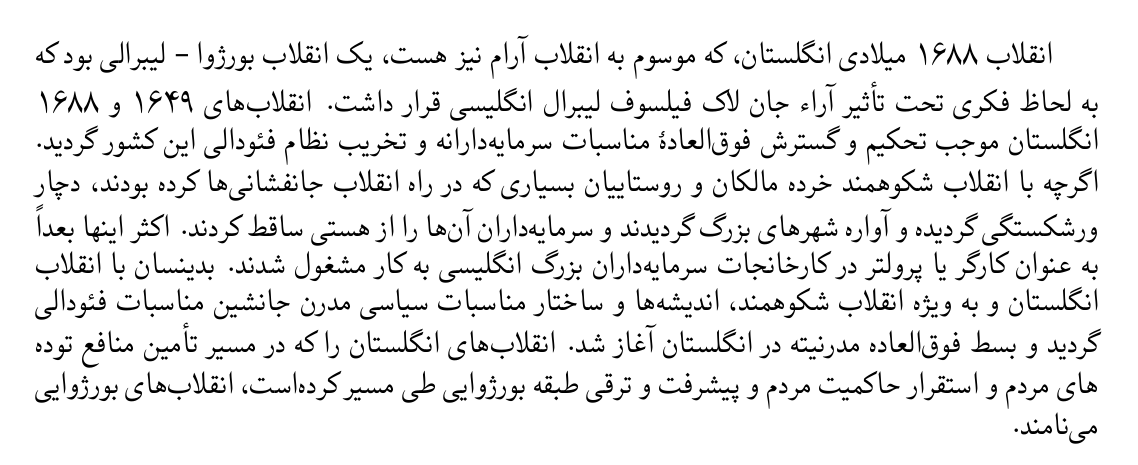 انقلاب ۱۶۸۸ میلادی انگلستان، که موسوم به انقلاب آرام نیز هست، یک انقلاب بورژوا – لیبرالی بود که
به لحاظ فکری تحت تأثیر آراء جان لاک فیلسوف لیبرال انگلیسی قرار داشت. انقلاب‌های ۱۶۴۹ و ۱۶۸۸
انگلستان موجب تحکیم و گسترش فوق‌العادهٔ مناسبات سرمایه‌دارانه و تخریب نظام فئودالی این کشور گردید.
اگرچه با انقلاب شکوهمند خرده مالکان و روستاییان بسیاری که در راه انقلاب جانفشانی‌ها کرده بودند، دچار
ورشکستگی گردیده و آواره شهرهای بزرگ گردیدند و سرمایه‌داران آن‌ها را از هستی ساقط کردند. اکثر اینها بعداً
به عنوان کارگر یا پرولتر در کارخانجات سرمایه‌داران بزرگ انگلیسی به کار مشغول شدند. بدینسان با انقلاب
انگلستان و به ویژه انقلاب شکوهمند، اندیشه‌ها و ساختار مناسبات سیاسی مدرن جانشین مناسبات فئودالی
گردید و بسط فوق‌العاده مدرنیته در انگلستان آغاز شد. انقلاب‌های انگلستان را که در مسیر تأمین منافع توده
های مردم و استقرار حاکمیت مردم و پیشرفت و ترقی طبقه بورژوایی طی مسیر کرده‌است، انقلاب‌های بورژوایی
می‌نامند.